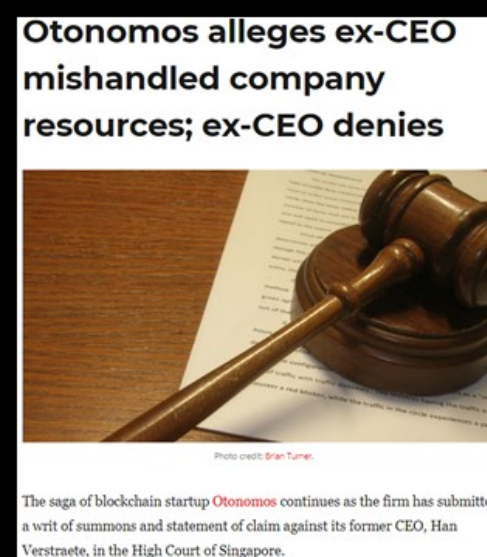 Otonomos alleges ex-CEO
mishandled company
resources; ex-CEO denies
Photo credit: Brian Turner.
The saga of blockchain startup Otonomos continues as the firm has submitte
a writ of summons and statement of claim against its former CEO, Han
Verstraete, in the High Court of Singapore.